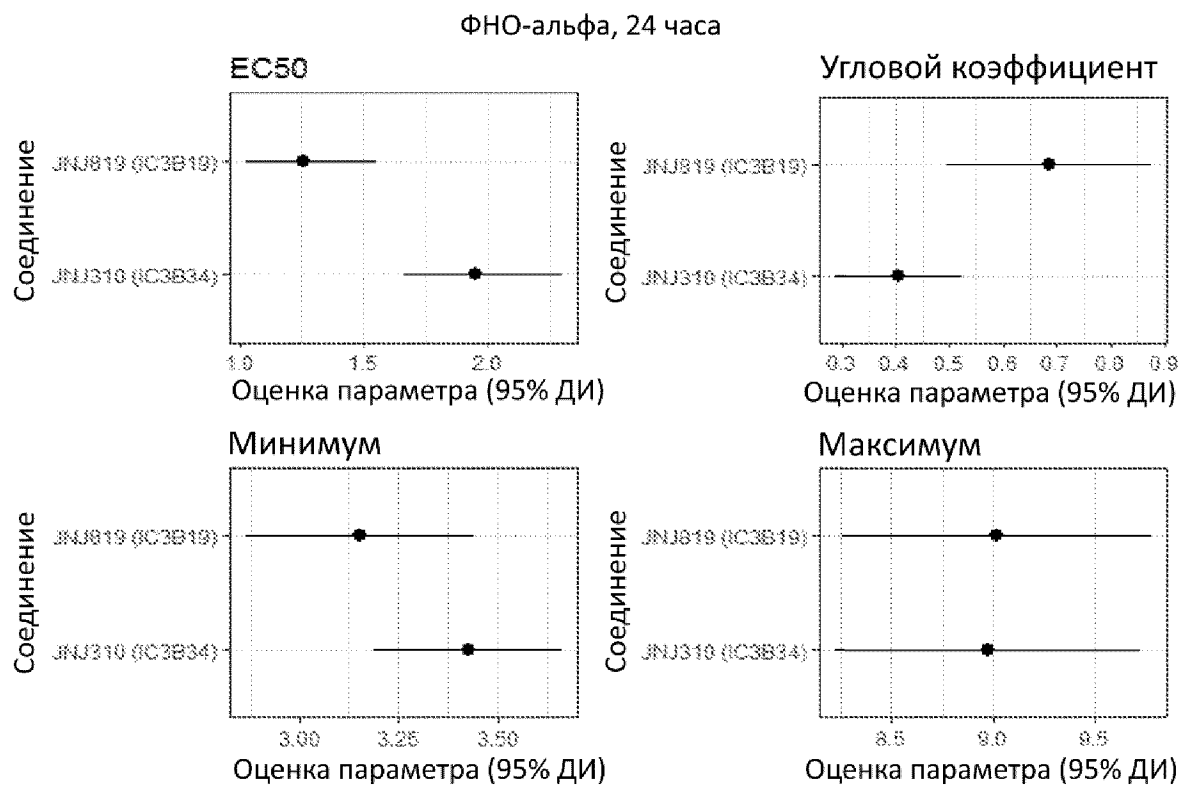 ФНО-альфа, 24 часа
EC50
Соединение
JNJ819 (IC3B19)
JNJ310 (IC3B34)
1.0 1.5 2.0
Оценка параметра (95% ДИ)
Угловой коэффициент
Соединение
JNJ819 (IC3B19)
JNJ310 (IC3B34)
0.3 0.4 0.5 0.6 0.7 0.8 0.9
Оценка параметра (95% ДИ)
Минимум
Соединение
JNJ819 (IC3B19)
JNJ310 (IC3B34)
3.00 3.25 3.50
Оценка параметра (95% ДИ)
Максимум
Соединение
JNJ819 (IC3B19)
JNJ310 (IC3B34)
8.5 9.0 9.5
Оценка параметра (95% ДИ)